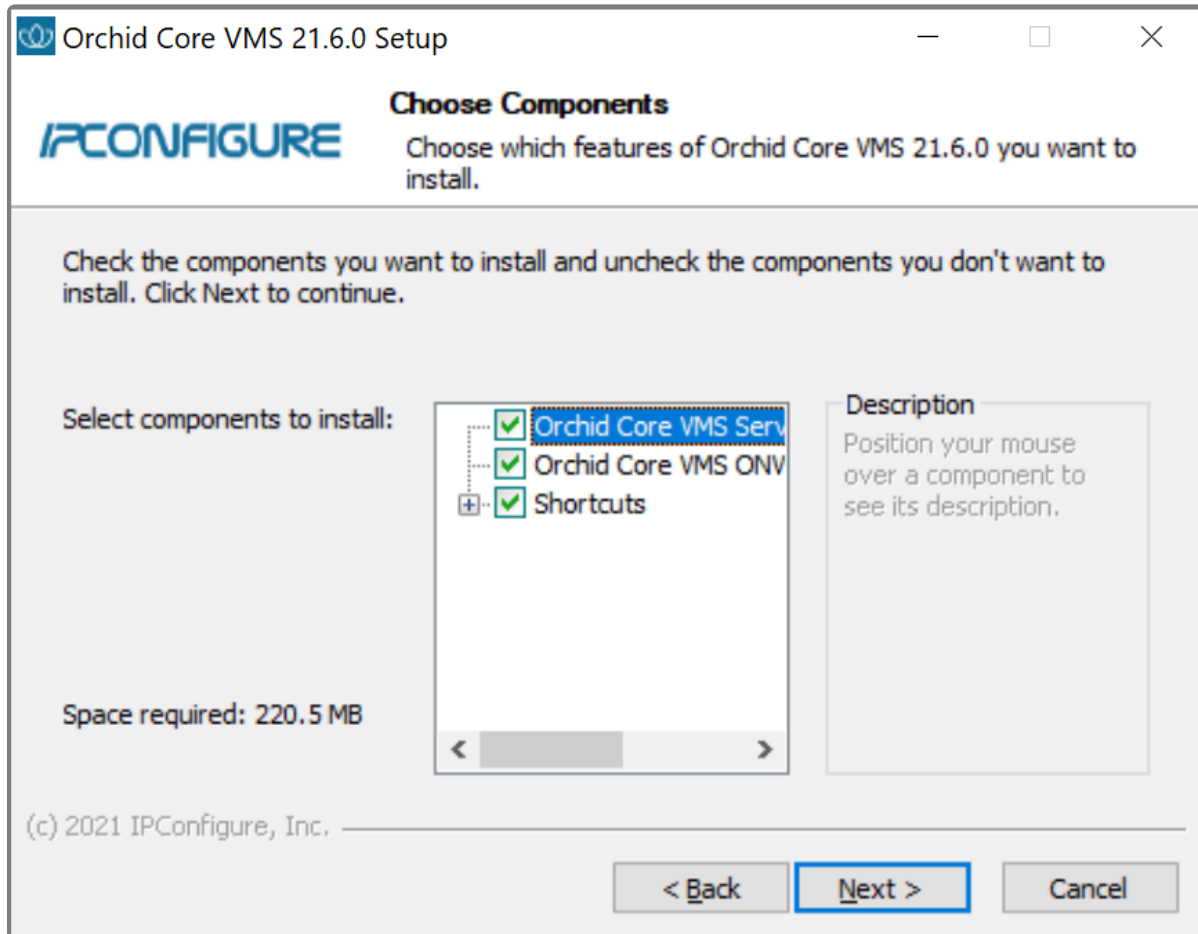 Orchid Core VMS 21.6.0 Setup
IPCONFIGURE
Choose Components
Choose which features of Orchid Core VMS 21.6.0 you want to
install.
Check the components you want to install and uncheck the components you don't want to
install. Click Next to continue.
Select components to install:
Orchid Core VMS Serv
Orchid Core VMS ONV
Shortcuts
Description
Position your mouse
over a component to
see its description.
Space required: 220.5 MB
(c) 2021 IPConfigure, Inc.
< Back
Next >
Cancel